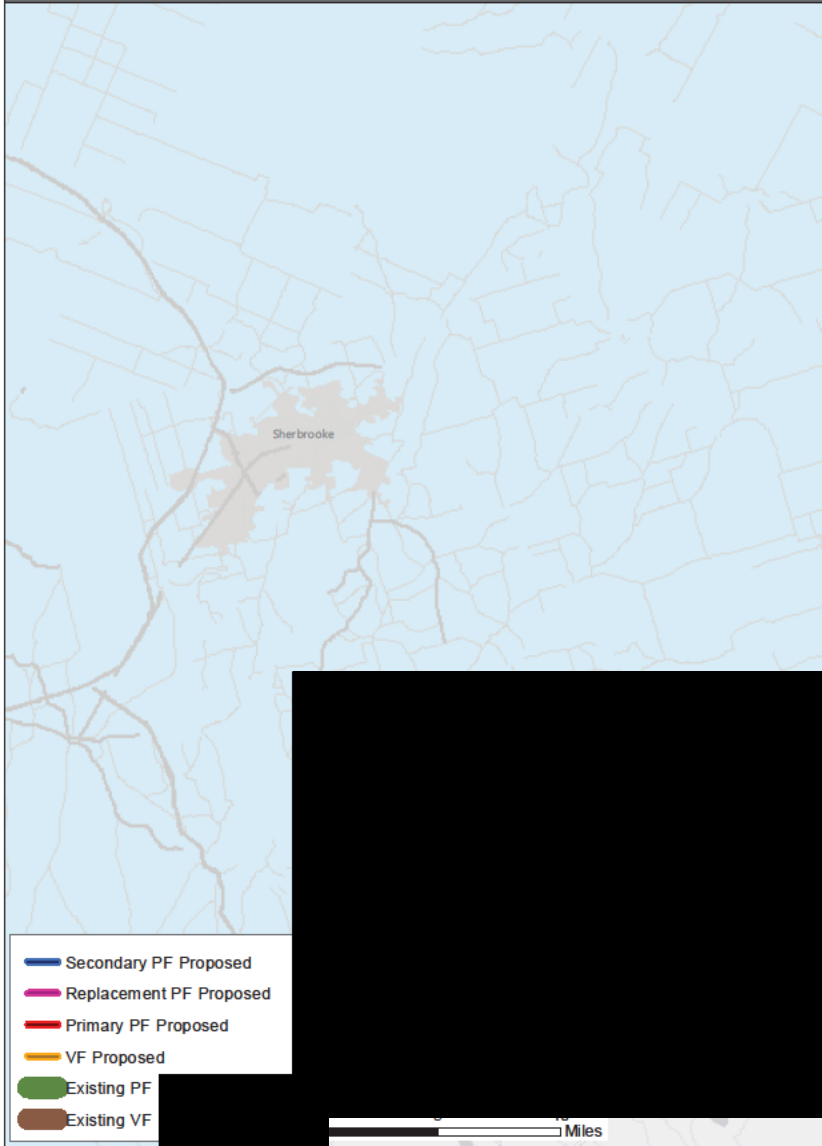 Sherbrooke
Secondary PF Proposed
Replacement PF Proposed
Primary PF Proposed
VF Proposed
Existing PF
Existing VF
Miles